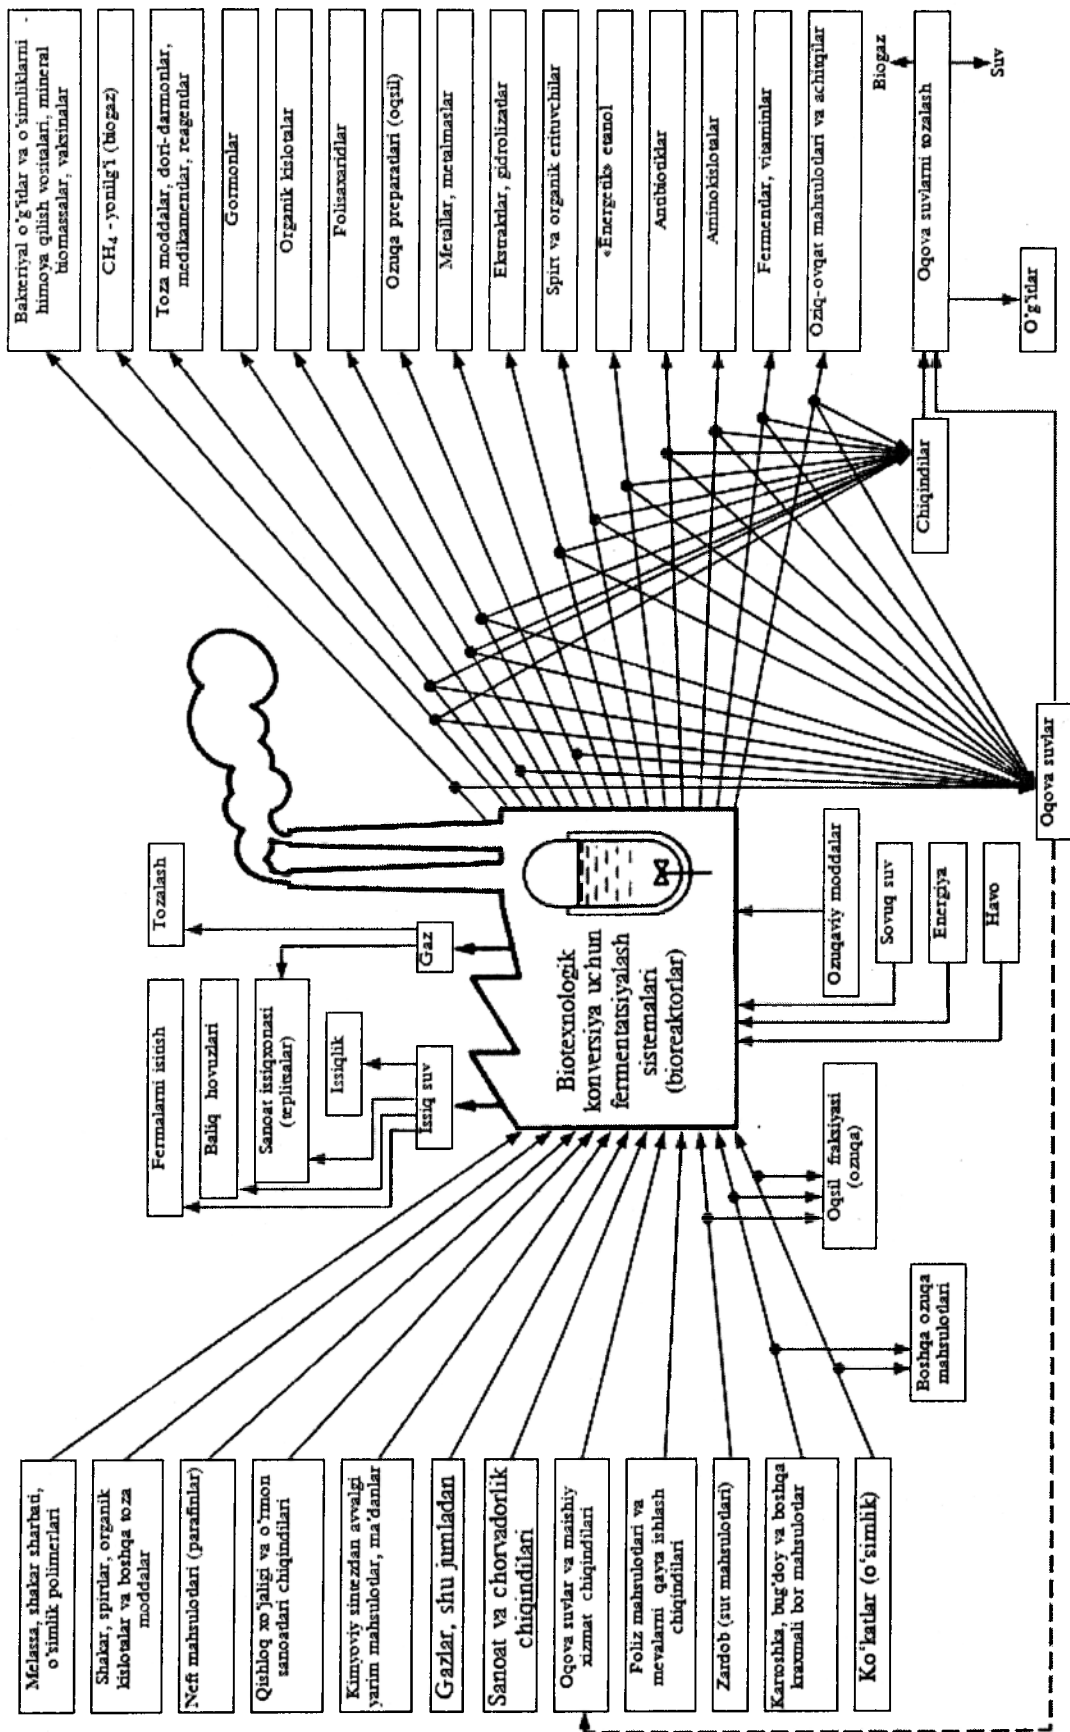 Melassa, shakar sharbati,
o'simlik polimerlari
Shakar, spirtlar, organik
kislotalar va boshqa toza
moddalar
Neft mahsulotlari (parafinlar)
Qishloq xo'jaligi va o'rmon
sanoatlari chiqindilari
Kimyoviy sintezdan avvalgi
yarim mahsulotlar, ma'danlar
Gazlar, shu jumladan
Sanoat va chorvadorlik
chiqindilari
Oqova suvlar va maishiy
xizmat chiqindilari
Poliz mahsulotlari va
mevalarni qayta ishlash
chiqindilari
Zardob (sut mahsulotlari)
Kartoshka, bug'doy va boshqa
kraxmali bor mahsulotlar
Ko'katlar (o'simlik)
Boshqa ozuqa
mahsulotlari
Oqsil fraksiyasi
(ozuqa)
Fermalarni isitish
Baliq hovuzlari
Sanoat issiqxonasi
(teplitsalar)
Issiqlik
Issiq suv
Tozalash
Gaz
Biotexnologik
konversiya uchun
fermentatsiyalash
sistemalari
(bioreaktorlar)
Ozuqaviy moddalar
Sovuq suv
Energiya
Havo
Oqova suvlar
Chiqindilar
Bakteriyal o'g'itlar va o'simliklarni -
himoya qilish vositalari, mineral
biomassalar, vaksinalar
CH₄ -yonilg'i (biogaz)
Toza moddalar, dori-darmonlar,
medikamentlar, reagentlar
Gormonlar
Organik kislotalar
Polisaxaridlar
Ozuqa preparatlari (oqsil)
Metallar, metalmaslar
Ekstraktlar, gidrolizatlar
Spirt va organik erituvchilar
«Energetik» etanol
Antibiotiklar
Aminokislotalar
Fermentlar, vitaminlar
Oziq-ovqat mahsulotlari va achitqilar
Biogaz
Oqova suvlarni tozalash
Suv
O'g'itlar